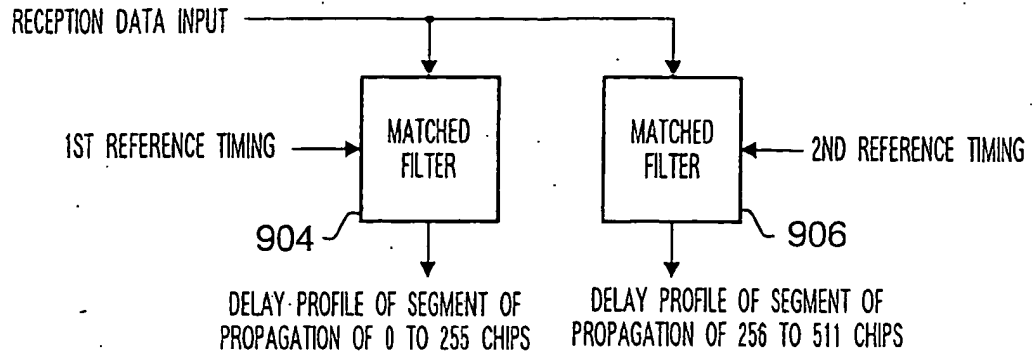 RECEPTION DATA INPUT
MATCHED
FILTER
MATCHED
FILTER
1ST REFERENCE TIMING
2ND REFERENCE TIMING
904
906
DELAY PROFILE OF SEGMENT OF
PROPAGATION OF 0 TO 255 CHIPS
DELAY PROFILE OF SEGMENT OF
PROPAGATION OF 256 TO 511 CHIPS